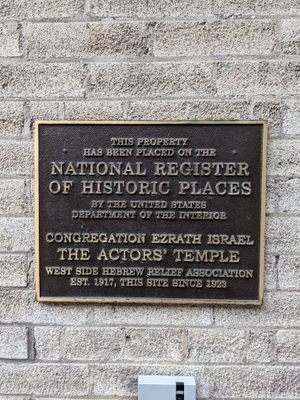 THIS PROPERTY
HAS BEEN PLACED ON THE
NATIONAL REGISTER
OF HISTORIC PLACES
BY THE UNITED STATES
DEPARTMENT OF THE INTERIOR
CONGREGATION EZRATH ISRAEL
THE ACTORS' TEMPLE
WEST SIDE HEBREW RELIEF ASSOCIATION
EST. 1917, THIS SITE SINCE 1923